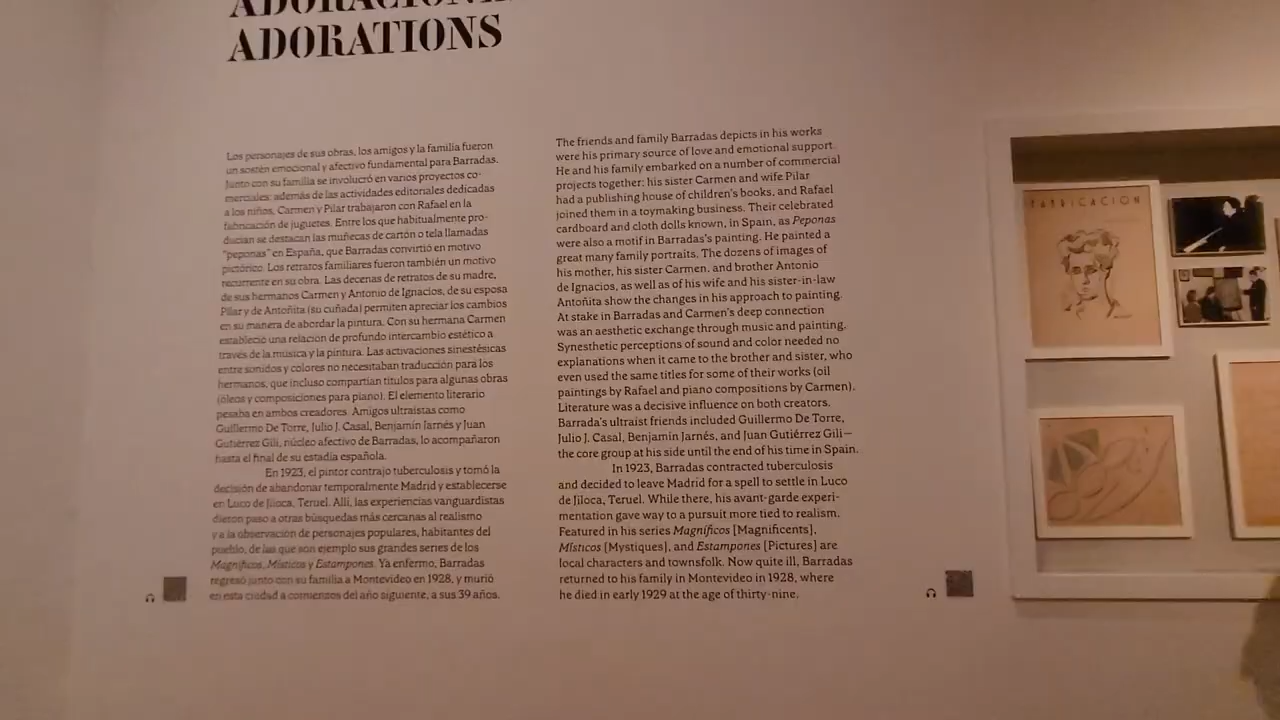 ADORATIONS
Los personajes de sus obras, los amigos y la familia fueron
un sostén emocional y afectivo fundamental para Barradas.
Junto con su familia se involucró en varios proyectos co-
merciales: además de las actividades editoriales dedicadas
a los niños, Carmen y Pilar trabajaron con Rafael en la
fabricación de juguetes. Entre los que habitualmente pro-
ducían se destacan las muñecas de cartón o tela llamadas
"peponas" en España, que Barradas convirtió en motivo
pictórico. Los retratos familiares fueron también un motivo
recurrente en su obra. Las decenas de retratos de su madre,
de sus hermanos Carmen y Antonio de Ignacios, de su esposa
Pilar y de Antoñita (su cuñada) permiten apreciar los cambios
en su manera de abordar la pintura. Con su hermana Carmen
estableció una relación de profundo intercambio estético a
través de la música y la pintura. Las activaciones sinestésicas
entre sonidos y colores no necesitaban traducción para los
hermanos, que incluso compartían títulos para algunas obras
(óleos y composiciones para piano). El elemento literario
pesaba en ambos creadores. Amigos ultraístas como
Guillermo De Torre, Julio J. Casal, Benjamín Jarnés y Juan
Gutiérrez Gili, núcleo afectivo de Barradas, lo acompañaron
hasta el final de su estadía española.
En 1923, el pintor contrajo tuberculosis y tomó la
decisión de abandonar temporalmente Madrid y establecerse
en Luco de Jiloca, Teruel. Allí, las experiencias vanguardistas
dieron paso a otras búsquedas más cercanas al realismo
y a la observación de personajes populares, habitantes del
pueblo, de las que son ejemplo sus grandes series de los
Magníficos, Místicos y Estampones. Ya enfermo, Barradas
regresó junto con su familia a Montevideo en 1928, y murió
en esta ciudad a comienzos del año siguiente, a sus 39 años.
The friends and family Barradas depicts in his works
were his primary source of love and emotional support.
He and his family embarked on a number of commercial
projects together: his sister Carmen and wife Pilar
had a publishing house of children's books, and Rafael
joined them in a toymaking business. Their celebrated
cardboard and cloth dolls known, in Spain, as Peponas
were also a motif in Barradas's painting. He painted a
great many family portraits. The dozens of images of
his mother, his sister Carmen, and brother Antonio
de Ignacios, as well as of his wife and his sister-in-law
Antoñita show the changes in his approach to painting.
At stake in Barradas and Carmen's deep connection
was an aesthetic exchange through music and painting.
Synesthetic perceptions of sound and color needed no
explanations when it came to the brother and sister, who
even used the same titles for some of their works (oil
paintings by Rafael and piano compositions by Carmen).
Literature was a decisive influence on both creators.
Barrada's ultraist friends included Guillermo De Torre,
Julio J. Casal, Benjamín Jarnés, and Juan Gutiérrez Gili—
the core group at his side until the end of his time in Spain.
In 1923, Barradas contracted tuberculosis
and decided to leave Madrid for a spell to settle in Luco
de Jiloca, Teruel. While there, his avant-garde experi-
mentation gave way to a pursuit more tied to realism.
Featured in his series Magníficos [Magnificents],
Místicos [Mystiques], and Estampones [Pictures] are
local characters and townsfolk. Now quite ill, Barradas
returned to his family in Montevideo in 1928, where
he died in early 1929 at the age of thirty-nine.
FABRICACION